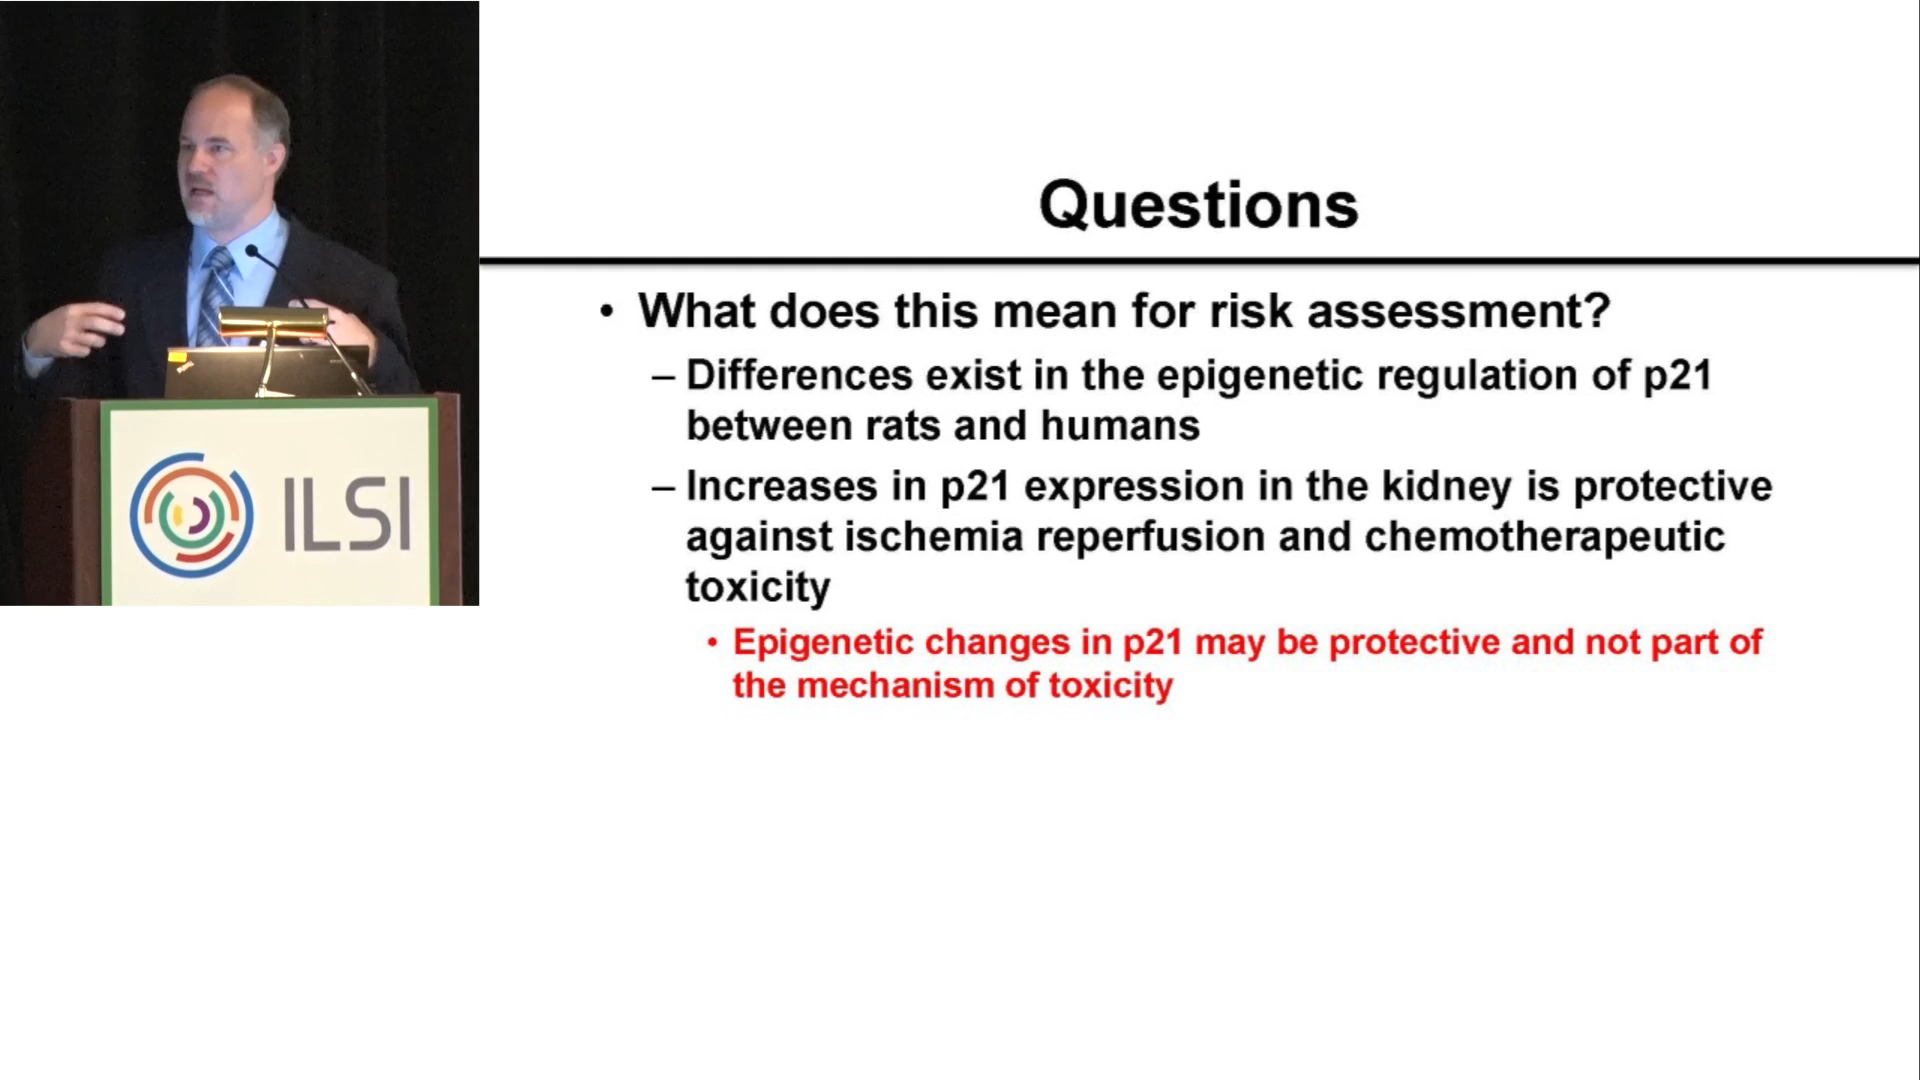 Questions
• What does this mean for risk assessment?
– Differences exist in the epigenetic regulation of p21
between rats and humans
– Increases in p21 expression in the kidney is protective
against ischemia reperfusion and chemotherapeutic
toxicity
• Epigenetic changes in p21 may be protective and not part of
the mechanism of toxicity
ILSI